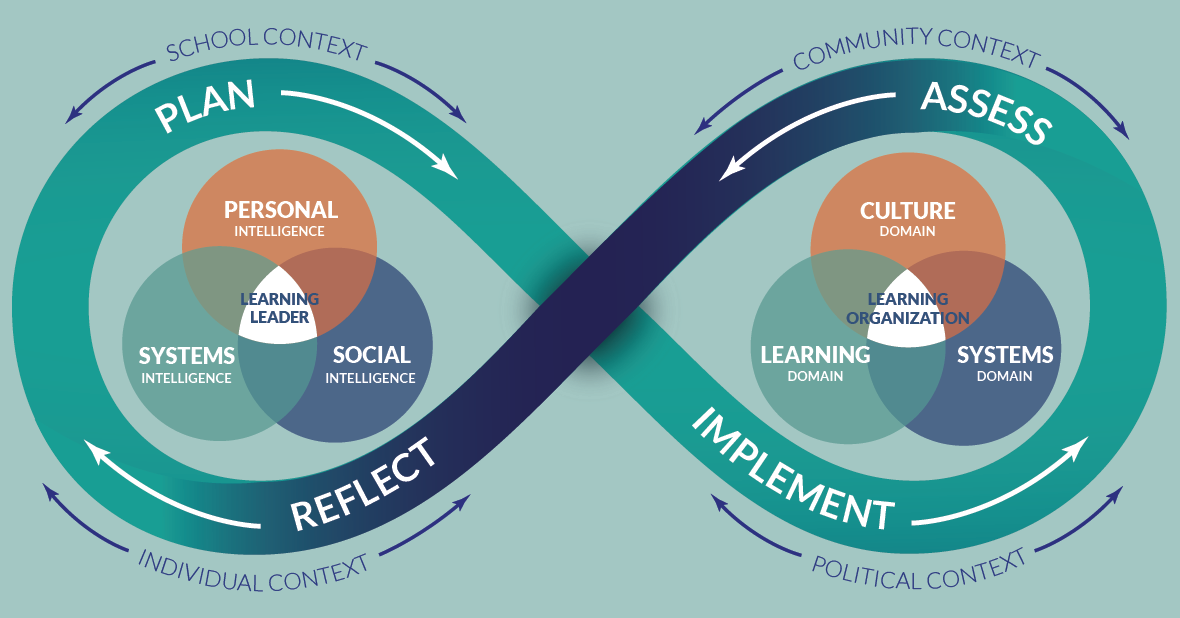 SCHOOL CONTEXT
PLAN
PERSONAL
INTELLIGENCE
LEARNING
LEADER
SYSTEMS
INTELLIGENCE
SOCIAL
INTELLIGENCE
REFLECT
INDIVIDUAL CONTEXT
COMMUNITY CONTEXT
ASSESS
CULTURE
DOMAIN
LEARNING
ORGANIZATION
LEARNING
DOMAIN
SYSTEMS
DOMAIN
IMPLEMENT
POLITICAL CONTEXT